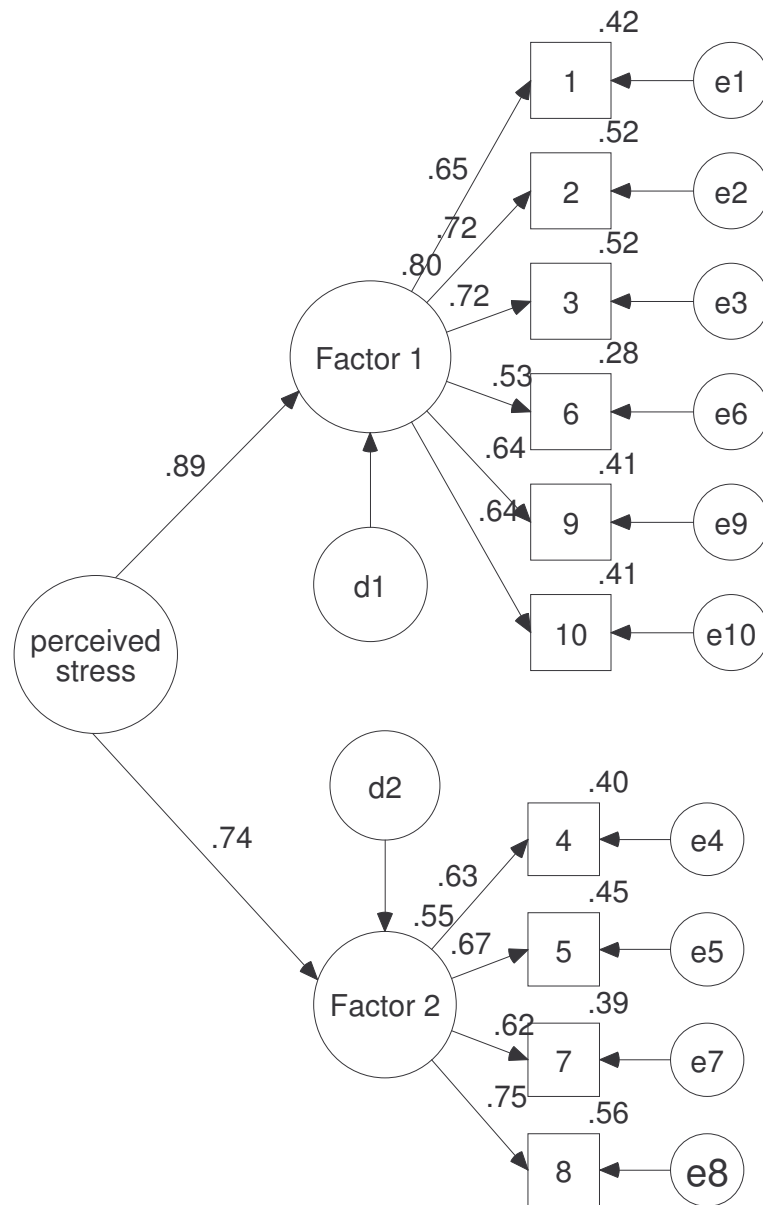 .42
1
e1
.52
.65
2
e2
.72
.52
.80
.72
3
e3
Factor 1
.28
.53
6
e6
.89
.64
.41
9
e9
.64
d1
.41
10
e10
perceived
stress
d2
.40
.74
4
e4
.63
.55
.45
.67
5
e5
Factor 2
.39
.62
7
e7
.75
.56
8
e8